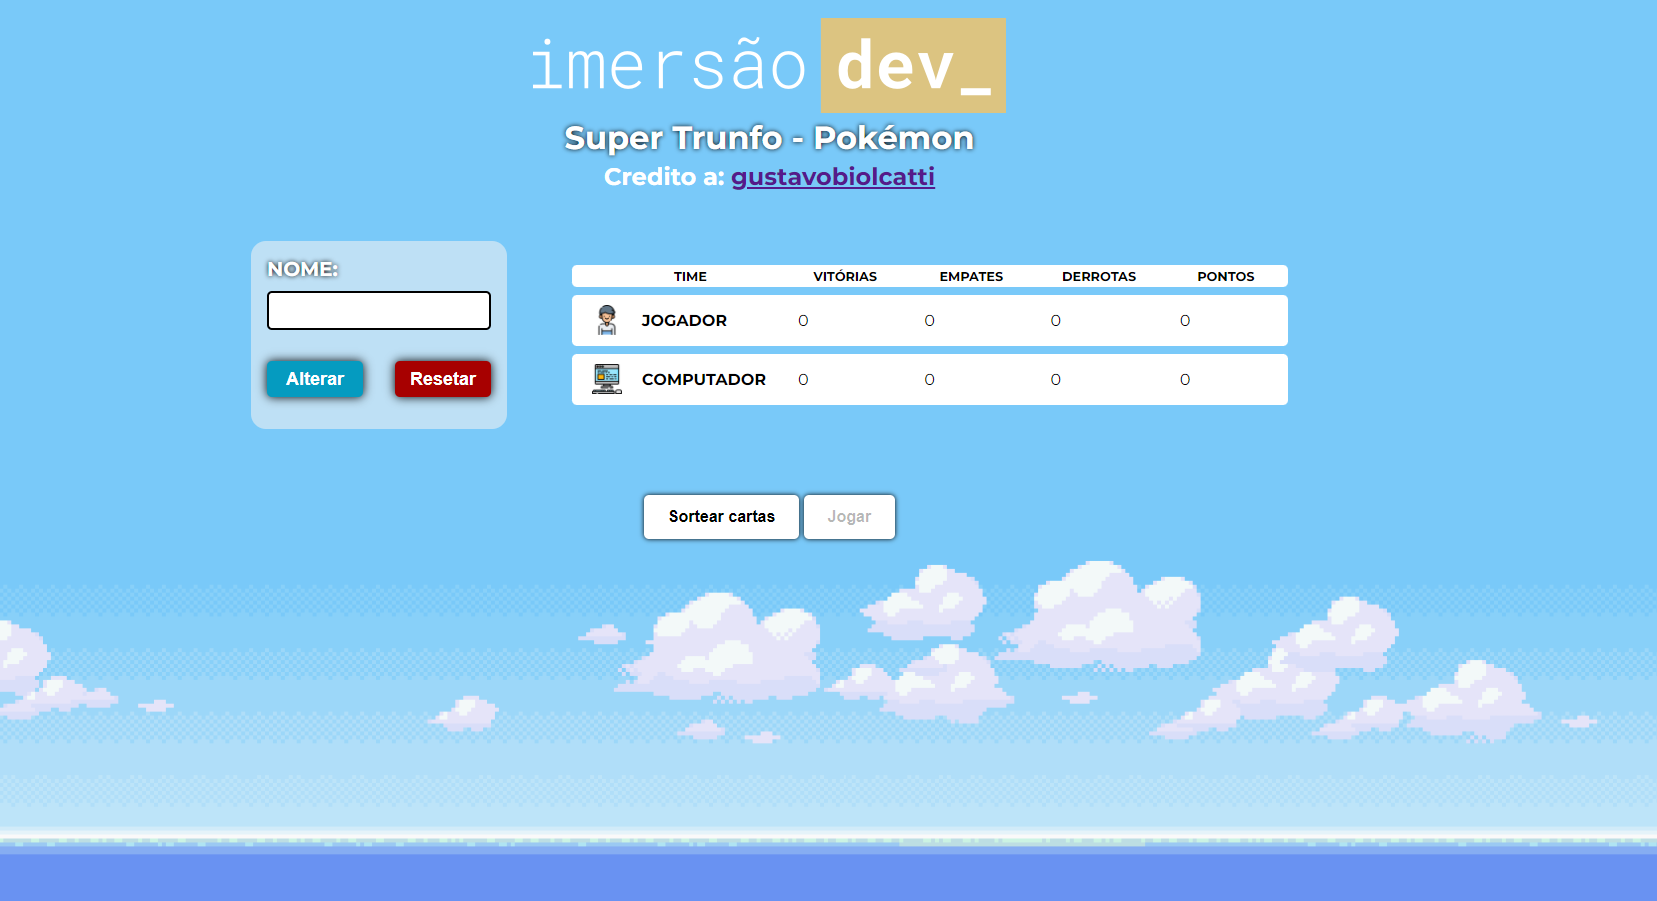 imersão dev_
Super Trunfo - Pokémon
Credito a: gustavobiolcatti
NOME:
Alterar Resetar
TIME VITÓRIAS EMPATES DERROTAS PONTOS
JOGADOR 0 0 0 0
COMPUTADOR 0 0 0 0
Sortear cartas Jogar